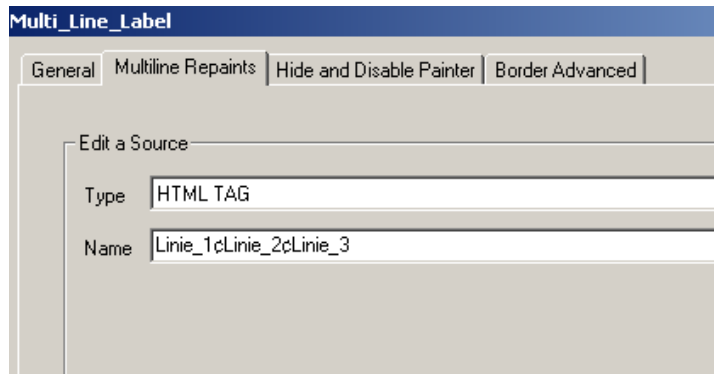 Multi_Line_Label
General Multiline Repaints Hide and Disable Painter Border Advanced
Edit a Source
Type HTML TAG
Name Linie_1¢Linie_2¢Linie_3